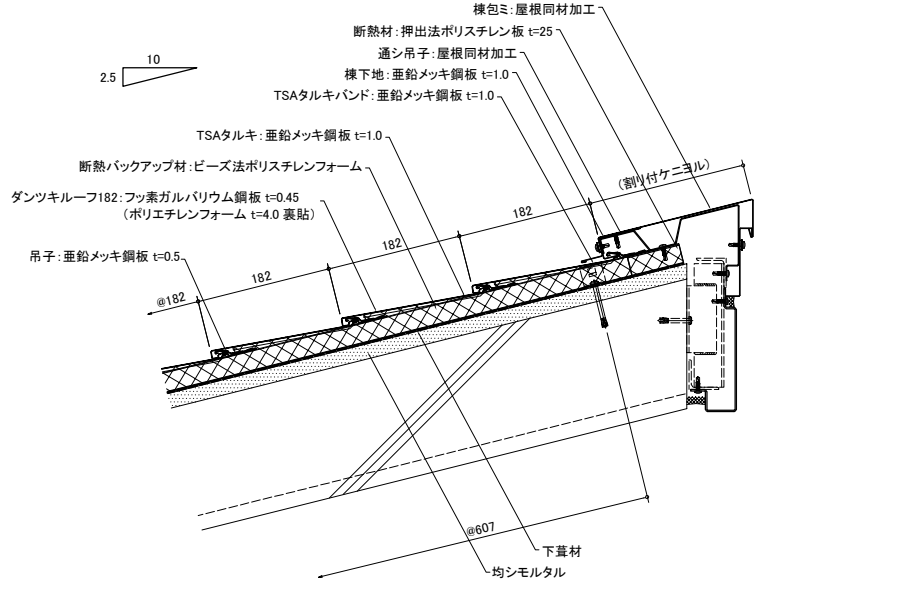 棟包ミ:屋根同材加工
断熱材:押出法ポリスチレン板 t=25
通シ吊子:屋根同材加工
棟下地:亜鉛メッキ鋼板 t=1.0
TSAタルキバンド:亜鉛メッキ鋼板 t=1.0
10
2.5
TSAタルキ:亜鉛メッキ鋼板 t=1.0
断熱バックアップ材:ビーズ法ポリスチレンフォーム
ダンツキルーフ182:フッ素ガルバリウム鋼板 t=0.45
(ポリエチレンフォーム t=4.0 裏貼)
吊子:亜鉛メッキ鋼板 t=0.5
(割リ付ケニヨル)
182
182
182
@182
@607
下葺材
均シモルタル